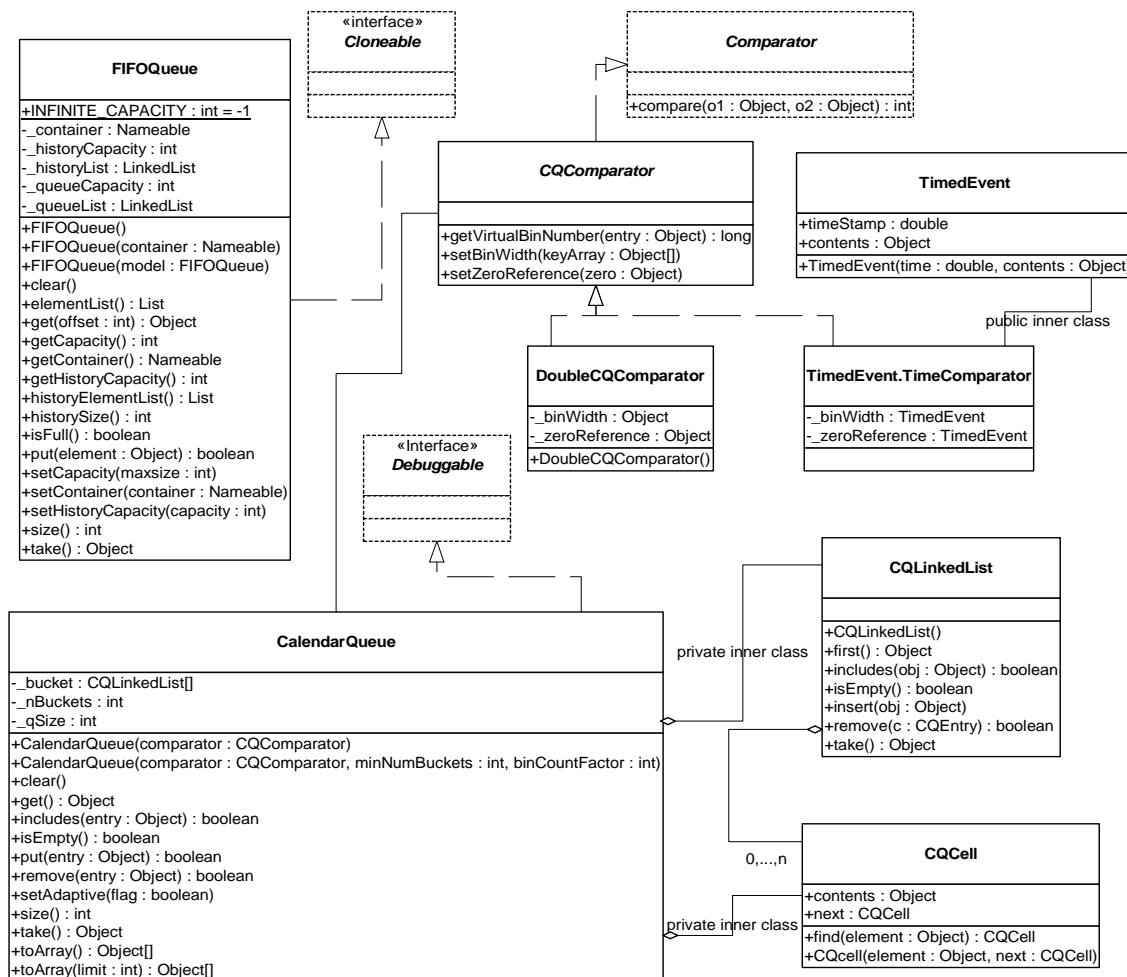 «interface»
Cloneable
Comparator
+compare(o1 : Object, o2 : Object) : int
FIFOQueue
+INFINITE_CAPACITY : int = -1
-_container : Nameable
-_historyCapacity : int
-_historyList : LinkedList
-_queueCapacity : int
-_queueList : LinkedList
+FIFOQueue()
+FIFOQueue(container : Nameable)
+FIFOQueue(model : FIFOQueue)
+clear()
+elementList() : List
+get(offset : int) : Object
+getCapacity() : int
+getContainer() : Nameable
+getHistoryCapacity() : int
+historyElementList() : List
+historySize() : int
+isFull() : boolean
+put(element : Object) : boolean
+setCapacity(maxsize : int)
+setContainer(container : Nameable)
+setHistoryCapacity(capacity : int)
+size() : int
+take() : Object
CQComparator
+getVirtualBinNumber(entry : Object) : long
+setBinWidth(keyArray : Object[])
+setZeroReference(zero : Object)
TimedEvent
+timeStamp : double
+contents : Object
+TimedEvent(time : double, contents : Object)
public inner class
DoubleCQComparator
-_binWidth : Object
-_zeroReference : Object
+DoubleCQComparator()
TimedEvent.TimeComparator
-_binWidth : TimedEvent
-_zeroReference : TimedEvent
«Interface»
Debuggable
CQLinkedList
+CQLinkedList()
+first() : Object
+includes(obj : Object) : boolean
+isEmpty() : boolean
+insert(obj : Object)
+remove(c : CQEntry) : boolean
+take() : Object
private inner class
CalendarQueue
-_bucket : CQLinkedList[]
-_nBuckets : int
-_qSize : int
+CalendarQueue(comparator : CQComparator)
+CalendarQueue(comparator : CQComparator, minNumBuckets : int, binCountFactor : int)
+clear()
+get() : Object
+includes(entry : Object) : boolean
+isEmpty() : boolean
+put(entry : Object) : boolean
+remove(entry : Object) : boolean
+setAdaptive(flag : boolean)
+size() : int
+take() : Object
+toArray() : Object[]
+toArray(limit : int) : Object[]
0,...,n
private inner class
CQCell
+contents : Object
+next : CQCell
+find(element : Object) : CQCell
+CQcell(element : Object, next : CQCell)